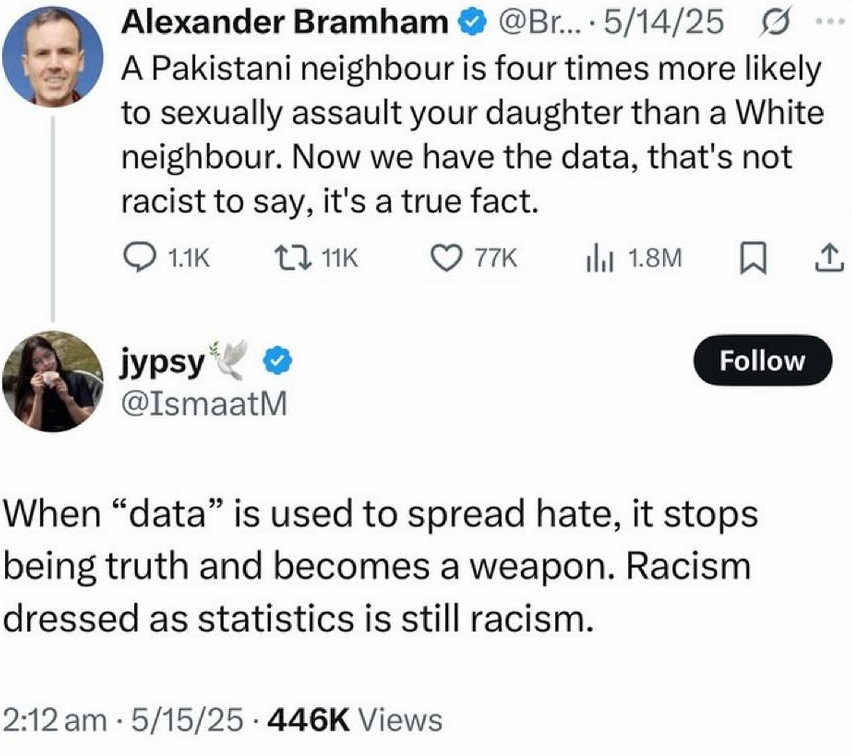 Alexander Bramham @Br... · 5/14/25
A Pakistani neighbour is four times more likely
to sexually assault your daughter than a White
neighbour. Now we have the data, that's not
racist to say, it's a true fact.
1.1K 11K 77K 1.8M
jypsy
Follow
@IsmaatM
When “data” is used to spread hate, it stops
being truth and becomes a weapon. Racism
dressed as statistics is still racism.
2:12 am · 5/15/25 · 446K Views